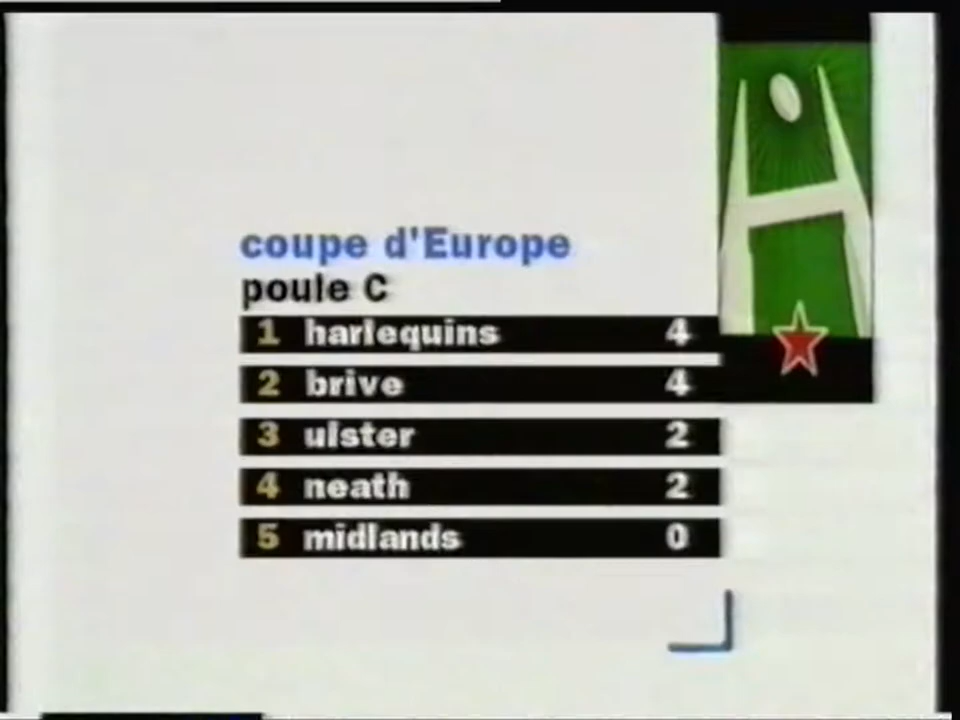 coupe d'Europe
poule C
1 harlequins 4
2 brive 4
3 ulster 2
4 neath 2
5 midlands 0